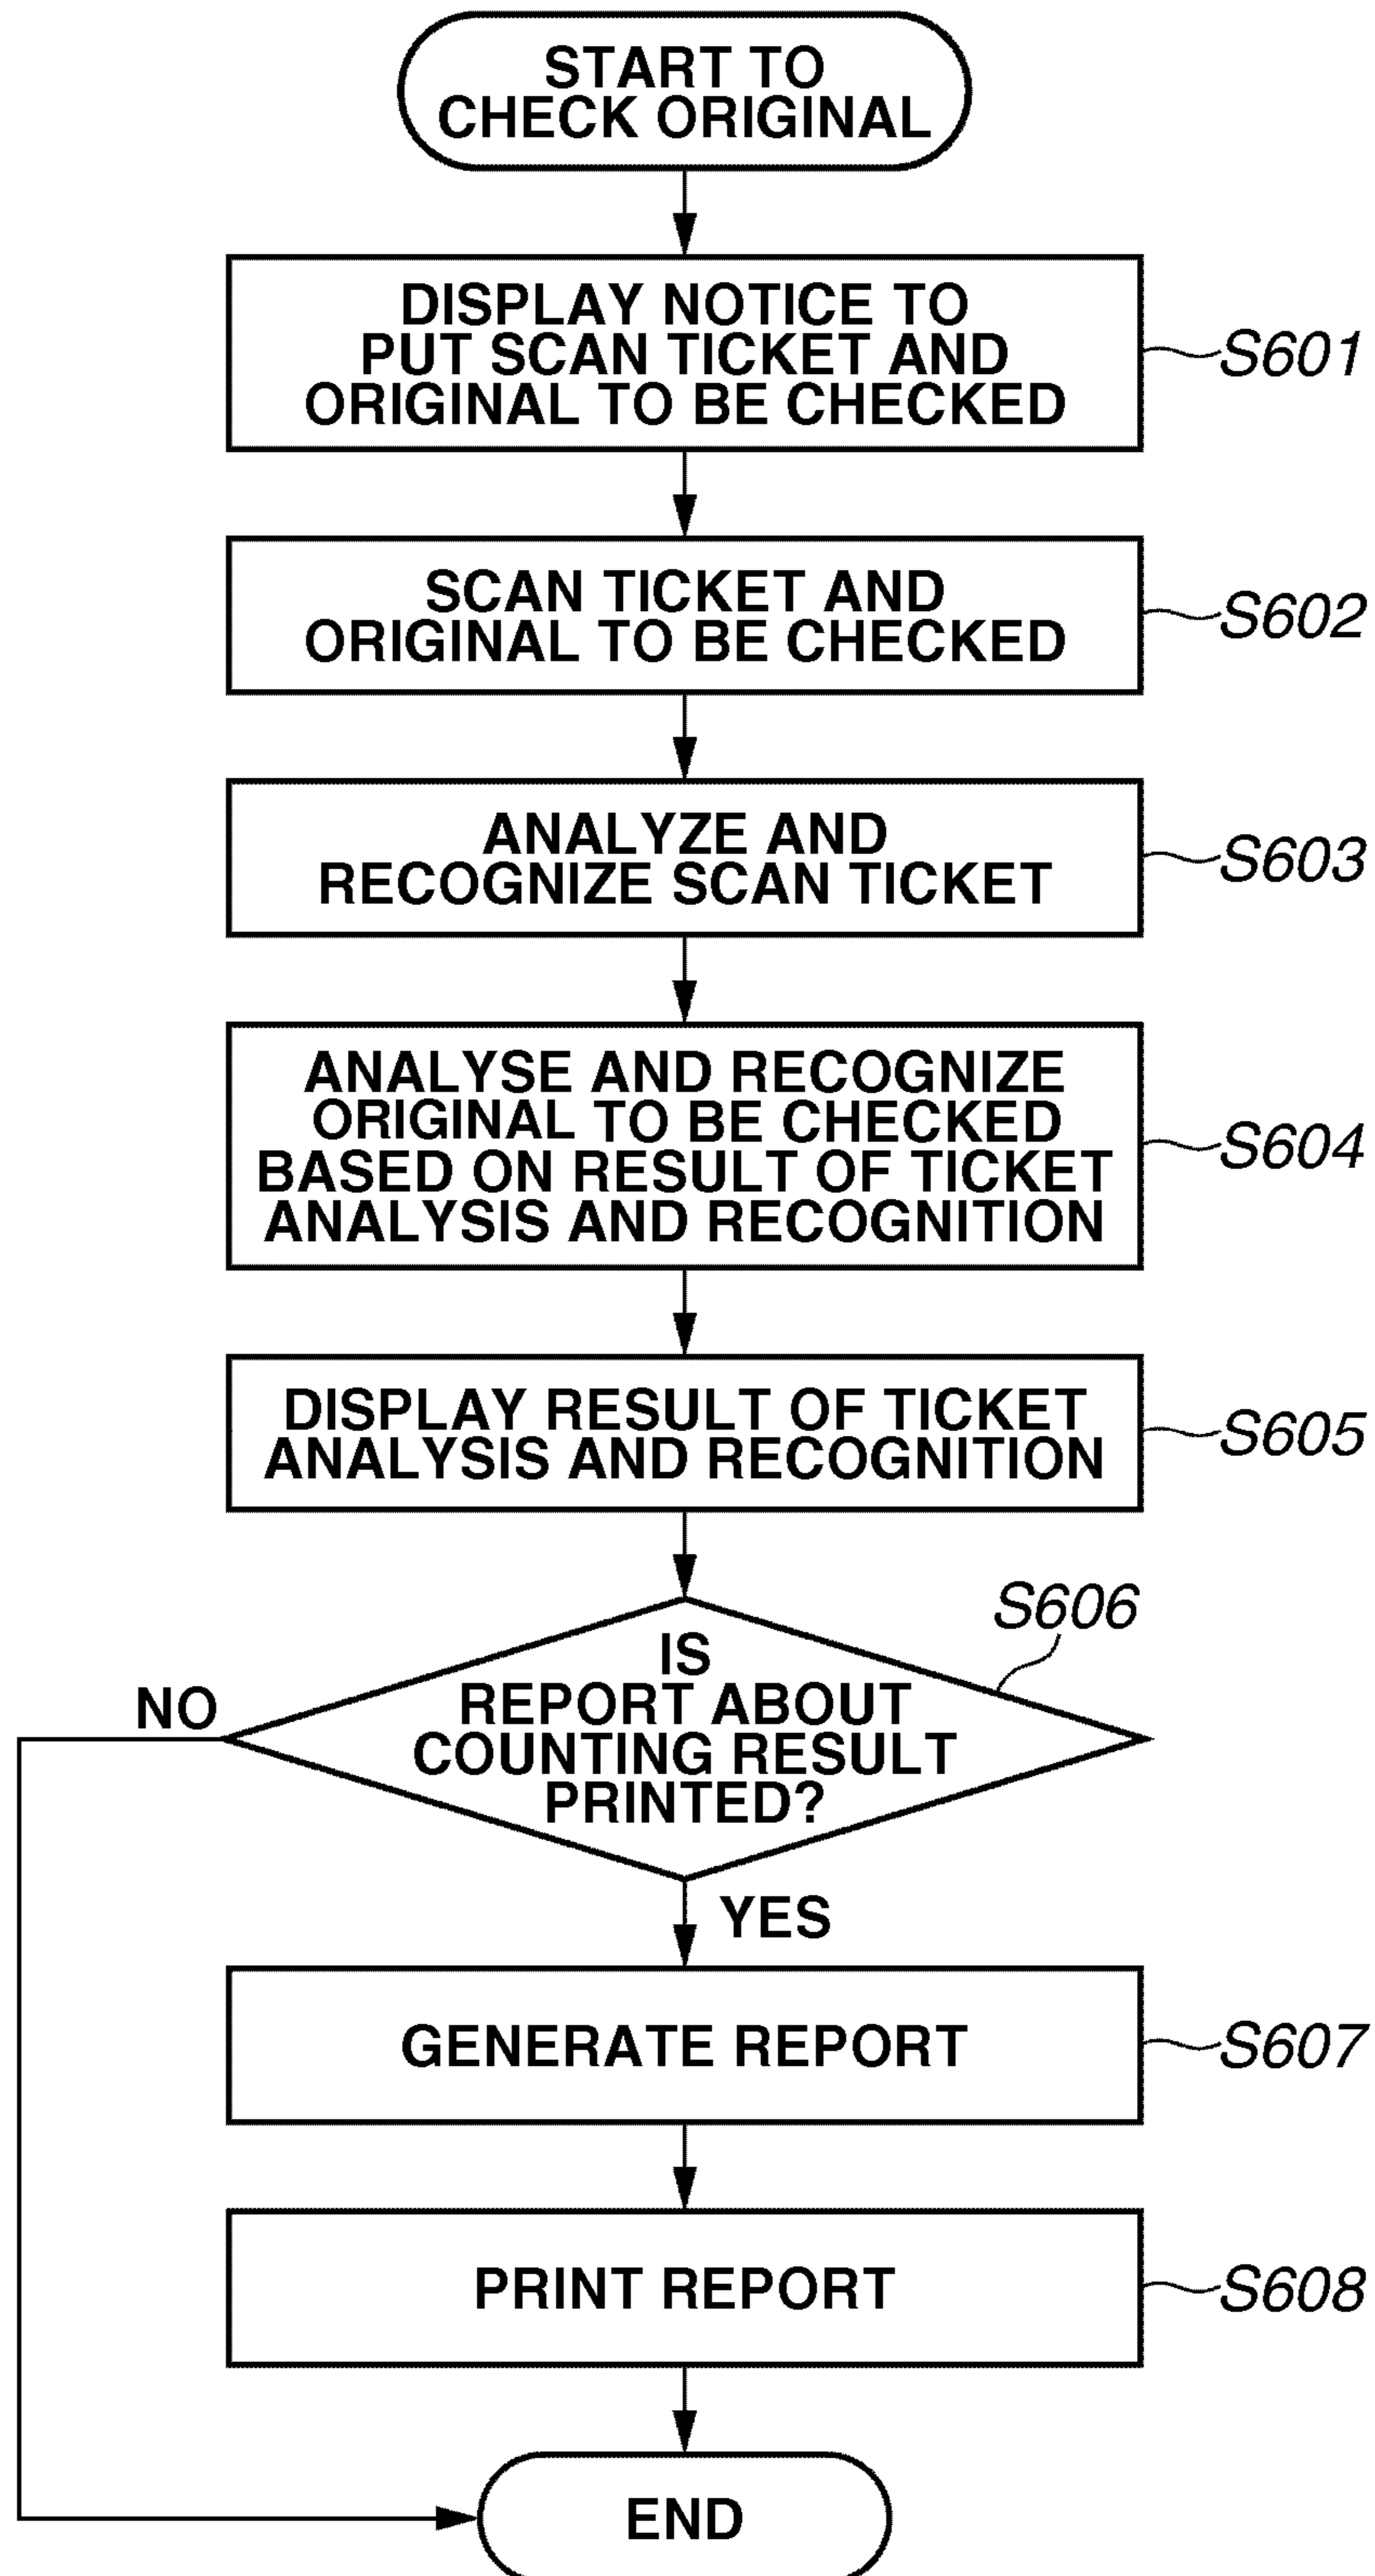 START TO
CHECK ORIGINAL
DISPLAY NOTICE TO
PUT SCAN TICKET AND
ORIGINAL TO BE CHECKED
S601
SCAN TICKET AND
ORIGINAL TO BE CHECKED
S602
ANALYZE AND
RECOGNIZE SCAN TICKET
S603
ANALYSE AND RECOGNIZE
ORIGINAL TO BE CHECKED
BASED ON RESULT OF TICKET
ANALYSIS AND RECOGNITION
S604
DISPLAY RESULT OF TICKET
ANALYSIS AND RECOGNITION
S605
S606
IS
REPORT ABOUT
COUNTING RESULT
PRINTED?
NO
YES
GENERATE REPORT
S607
PRINT REPORT
S608
END